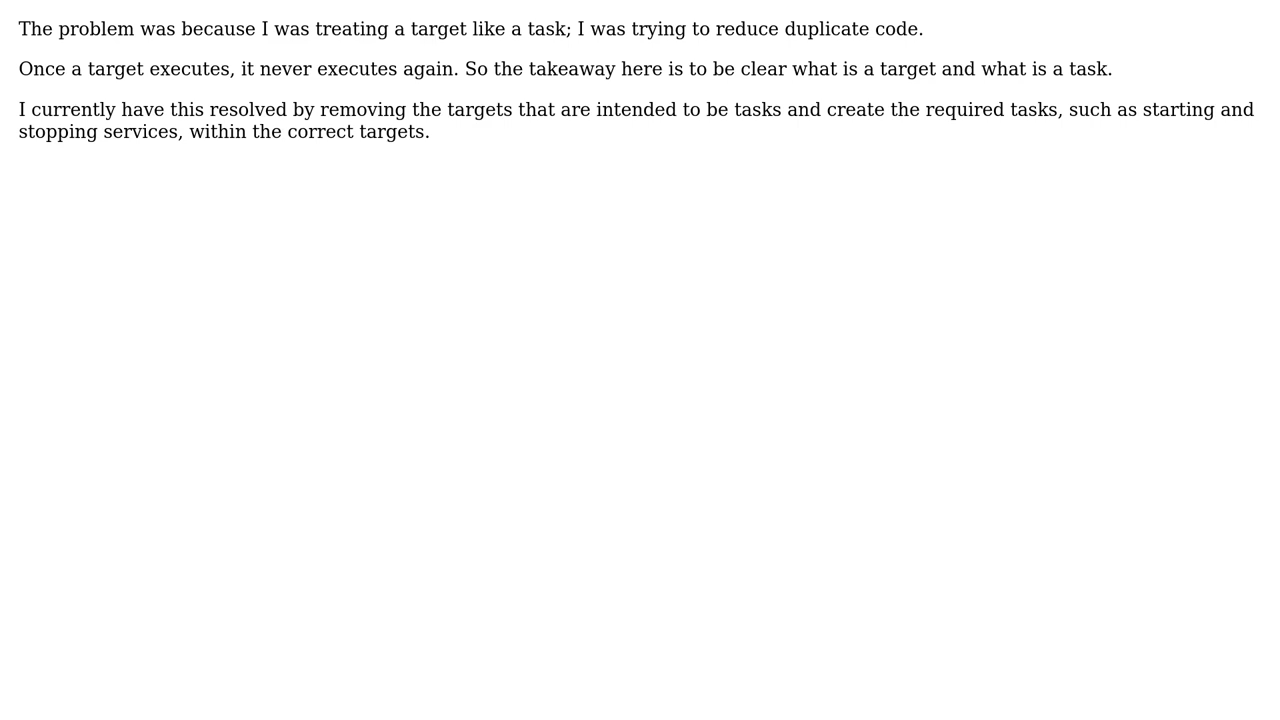 The problem was because I was treating a target like a task; I was trying to reduce duplicate code.
Once a target executes, it never executes again. So the takeaway here is to be clear what is a target and what is a task.
I currently have this resolved by removing the targets that are intended to be tasks and create the required tasks, such as starting and
stopping services, within the correct targets.